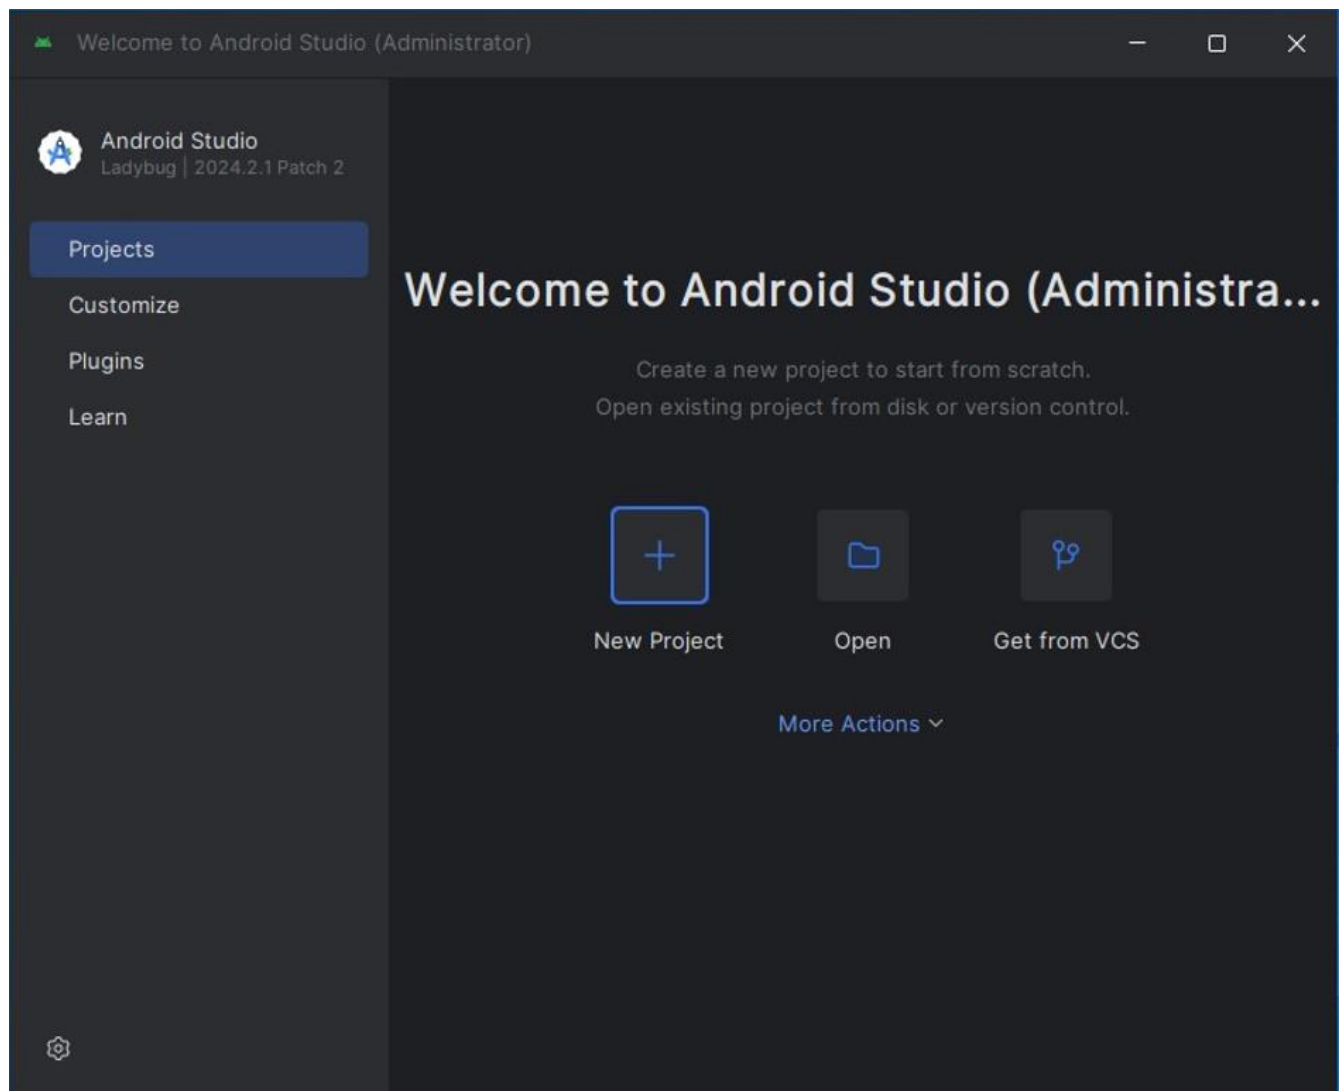 Welcome to Android Studio (Administrator)
Android Studio
Ladybug | 2024.2.1 Patch 2
Projects
Customize
Plugins
Learn
Welcome to Android Studio (Administra...
Create a new project to start from scratch.
Open existing project from disk or version control.
New Project
Open
Get from VCS
More Actions